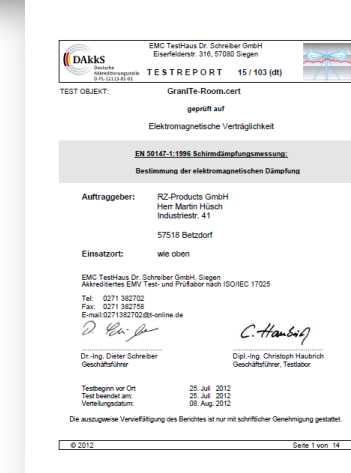 EMC TestHaus Dr. Schreiber GmbH
Eiserfelderstr. 316, 57080 Siegen
DAkkS
Deutsche
Akkreditierungsstelle
D-PL-12113-01-01
TESTREPORT 15 / 103 (dt)
TEST OBJEKT: GranITe-Room.cert
geprüft auf
Elektromagnetische Verträglichkeit
EN 50147-1:1996 Schirmdämpfungsmessung:
Bestimmung der elektromagnetischen Dämpfung
Auftraggeber: RZ-Products GmbH
Herr Martin Hüsch
Industriestr. 41
57518 Betzdorf
Einsatzort: wie oben
EMC TestHaus Dr. Schreiber GmbH, Siegen
Akkreditiertes EMV Test- und Prüflabor nach ISO/IEC 17025
Tel: 0271 382702
Fax: 0271 382758
E-mail:0271382702@t-online.de
C. Haubrich
Dr.-Ing. Dieter Schreiber Dipl.-Ing. Christoph Haubrich
Geschäftsführer Geschäftsführer, Testlabor
Testbeginn vor Ort 25. Juli 2012
Test beendet am: 25. Juli 2012
Verteilungsdatum: 08. Aug. 2012
Die auszugweise Vervielfältigung des Berichtes ist nur mit schriftlicher Genehmigung gestattet.
© 2012 Seite 1 von 14